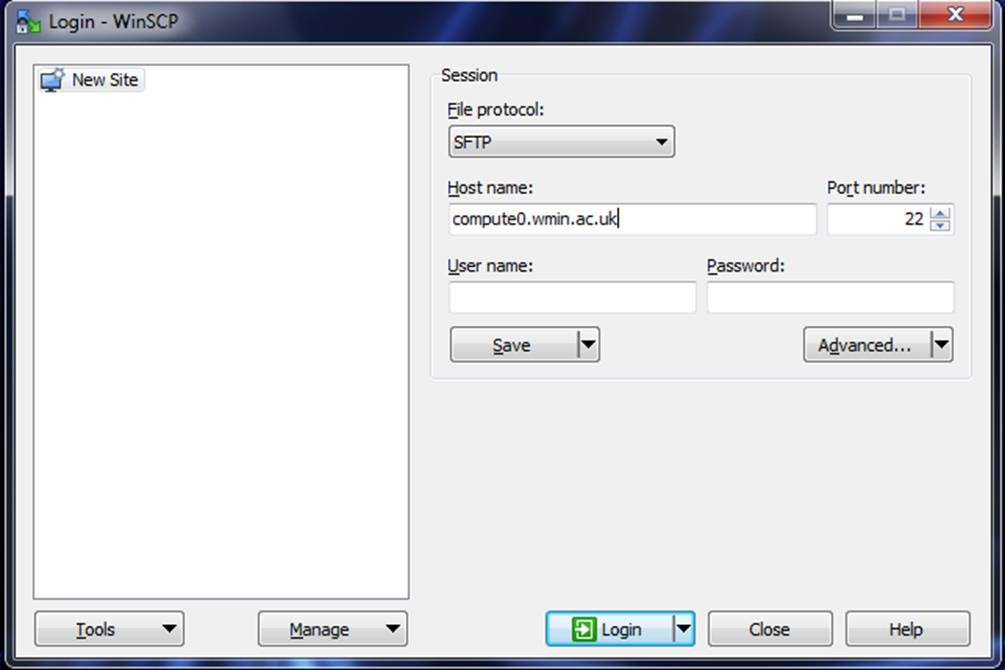 Login - WinSCP
New Site
Session
File protocol:
SFTP
Host name:
Port number:
compute0.wmin.ac.uk
22
User name:
Password:
Save
Advanced...
Tools
Manage
Login
Close
Help